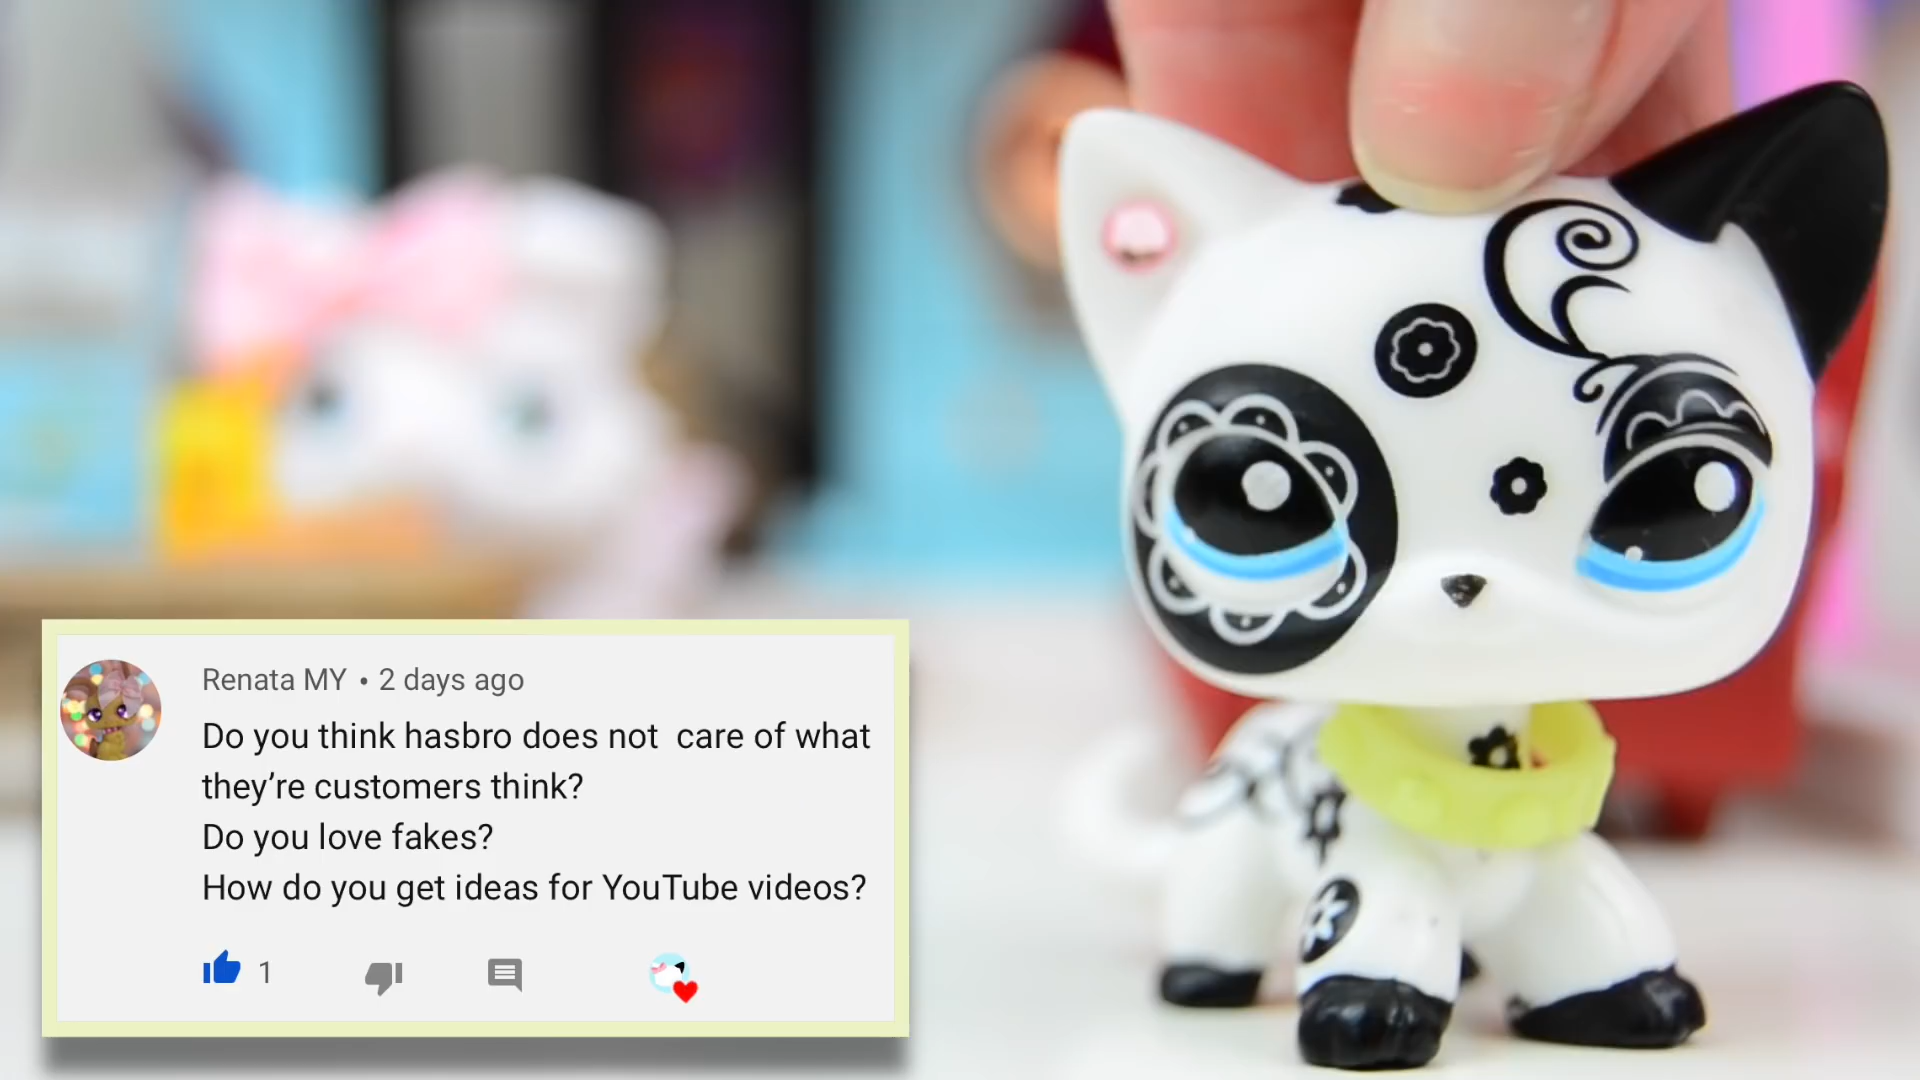 Renata MY • 2 days ago
Do you think hasbro does not  care of what
they’re customers think?
Do you love fakes?
How do you get ideas for YouTube videos?
1